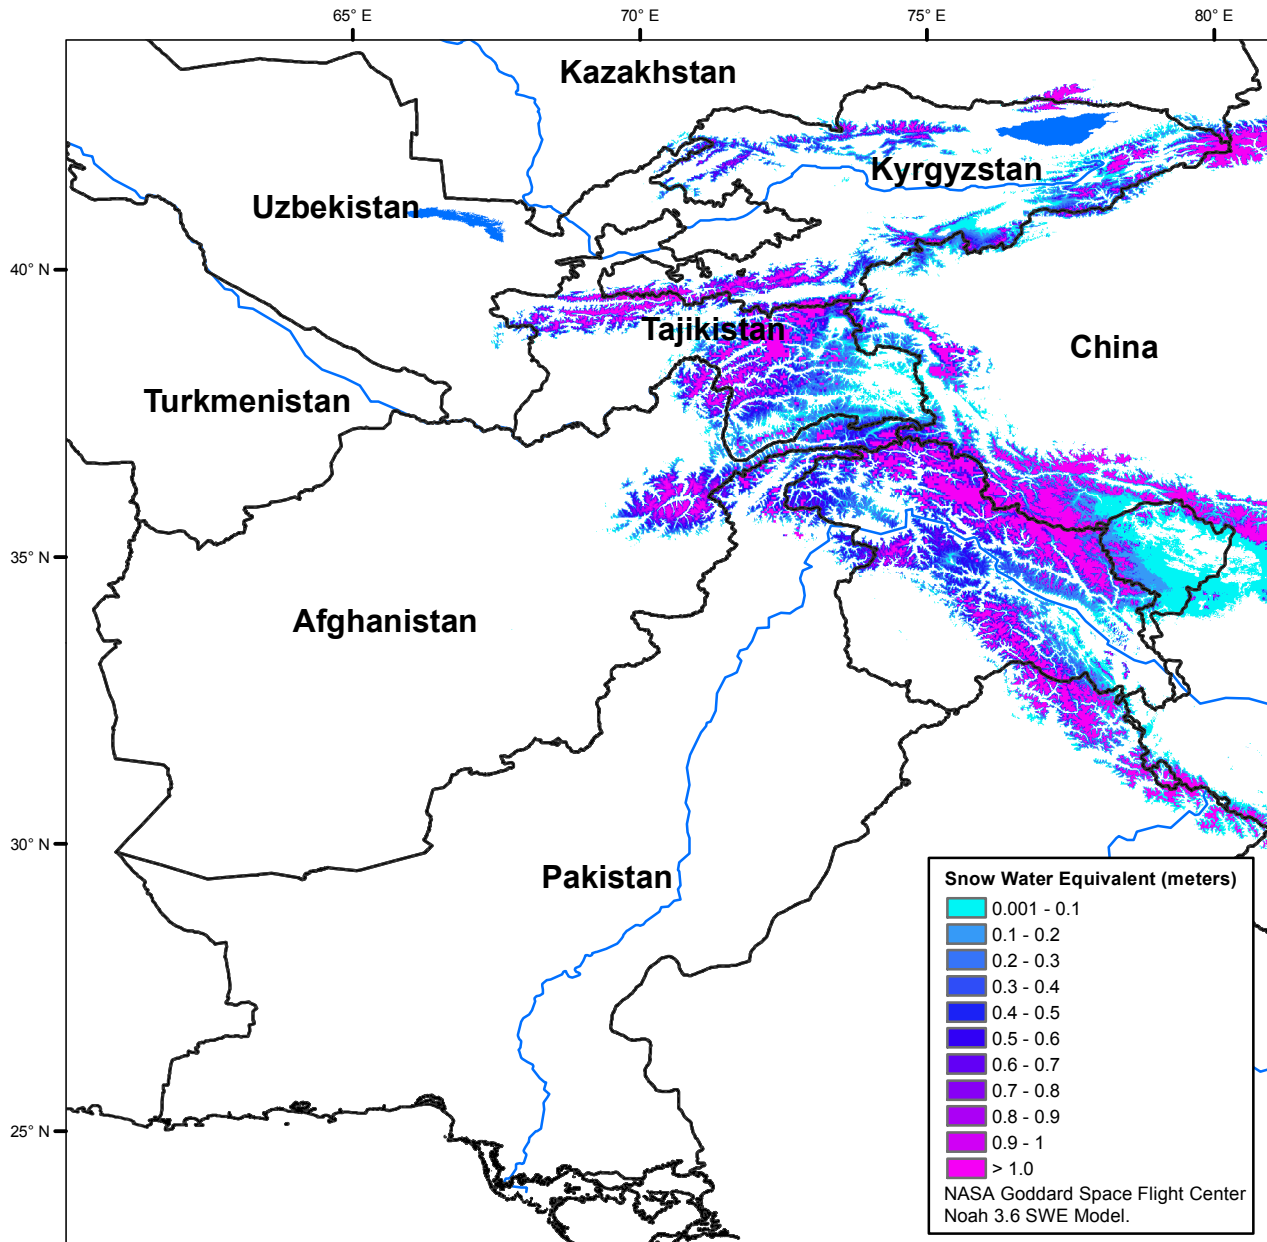 65° E
70° E
75° E
80° E
Kazakhstan
Kyrgyzstan
Uzbekistan
40° N
Tajikistan
China
Turkmenistan
35° N
Afghanistan
30° N
Pakistan
25° N
Snow Water Equivalent (meters)
0.001 - 0.1
0.1 - 0.2
0.2 - 0.3
0.3 - 0.4
0.4 - 0.5
0.5 - 0.6
0.6 - 0.7
0.7 - 0.8
0.8 - 0.9
0.9 - 1
> 1.0
NASA Goddard Space Flight Center
Noah 3.6 SWE Model.